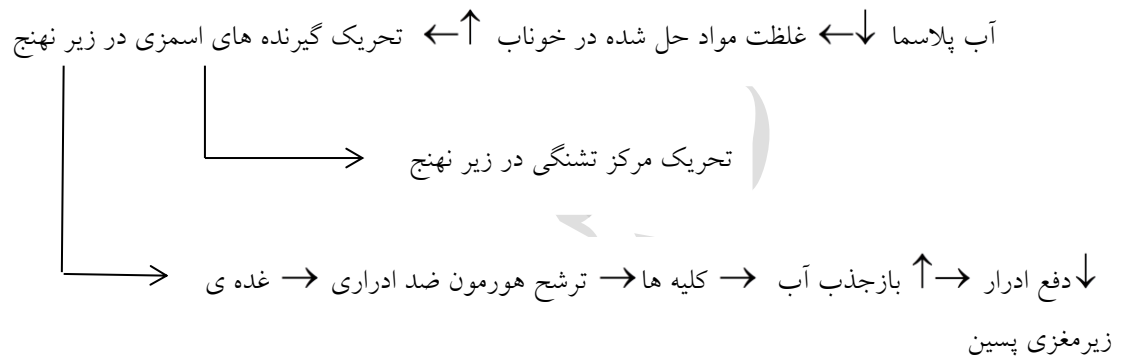 آب پلاسما ↓← غلظت مواد حل شده در خوناب ↑← تحریک گیرنده های اسمزی در زیر نهنج
تحریک مرکز تشنگی در زیر نهنج
↓دفع ادرار →↑ بازجذب آب → کلیه ها→ ترشح هورمون ضد ادراری → غده ی
زیرمغزی پسین